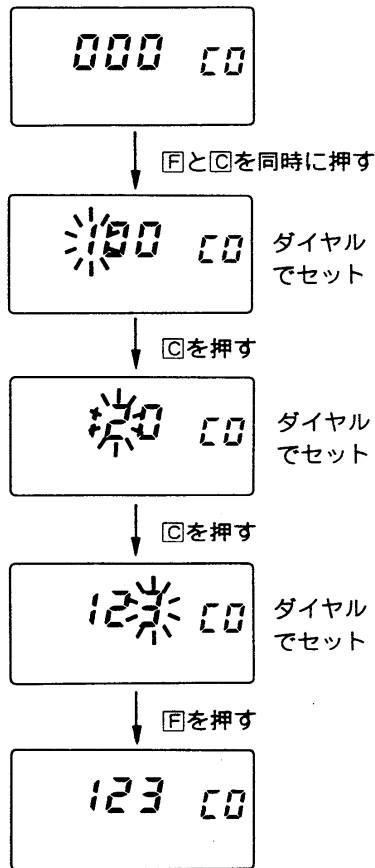 000 C0
FとCを同時に押す
100 C0
ダイヤル
でセット
Cを押す
120 C0
ダイヤル
でセット
Cを押す
123 C0
ダイヤル
でセット
Fを押す
123 C0